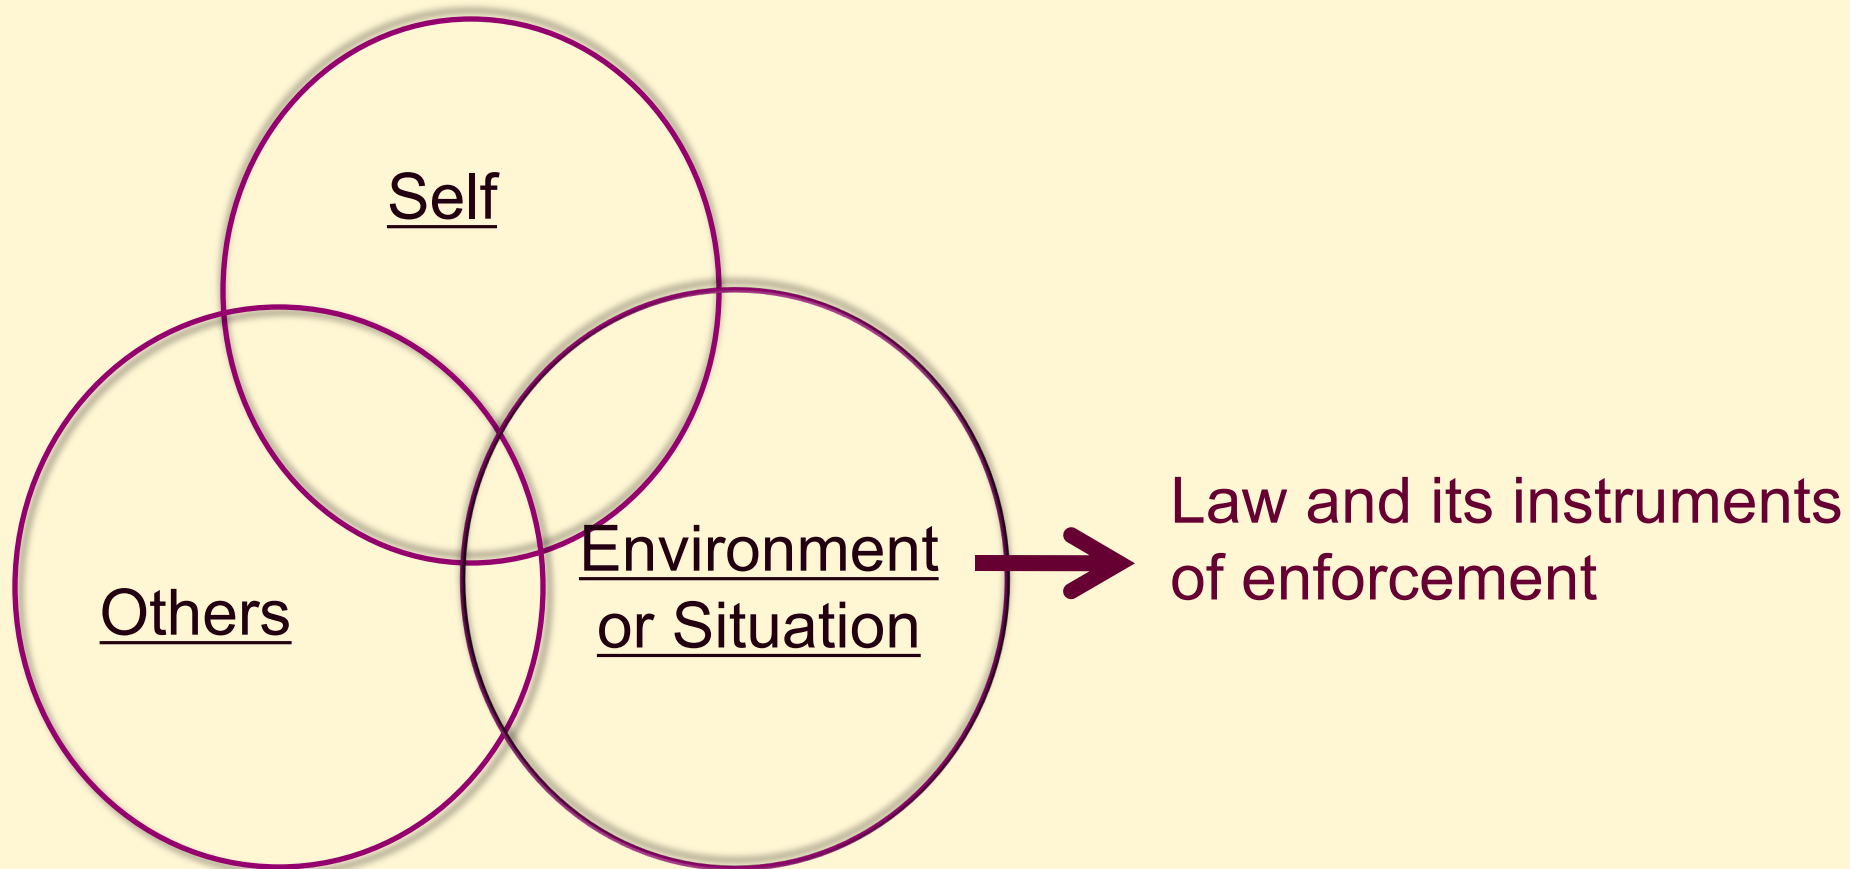 Self
Others
Environment
or Situation
Law and its instruments
of enforcement